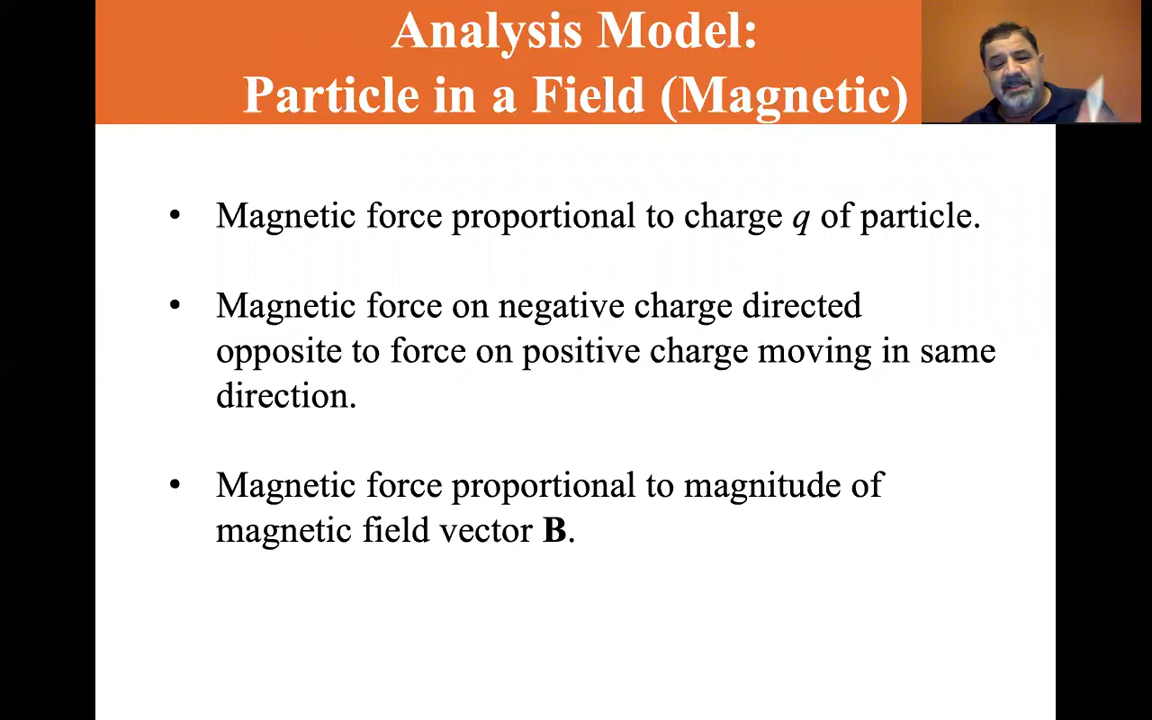 Analysis Model:
Particle in a Field (Magnetic)
• Magnetic force proportional to charge q of particle.
• Magnetic force on negative charge directed
opposite to force on positive charge moving in same
direction.
• Magnetic force proportional to magnitude of
magnetic field vector B.